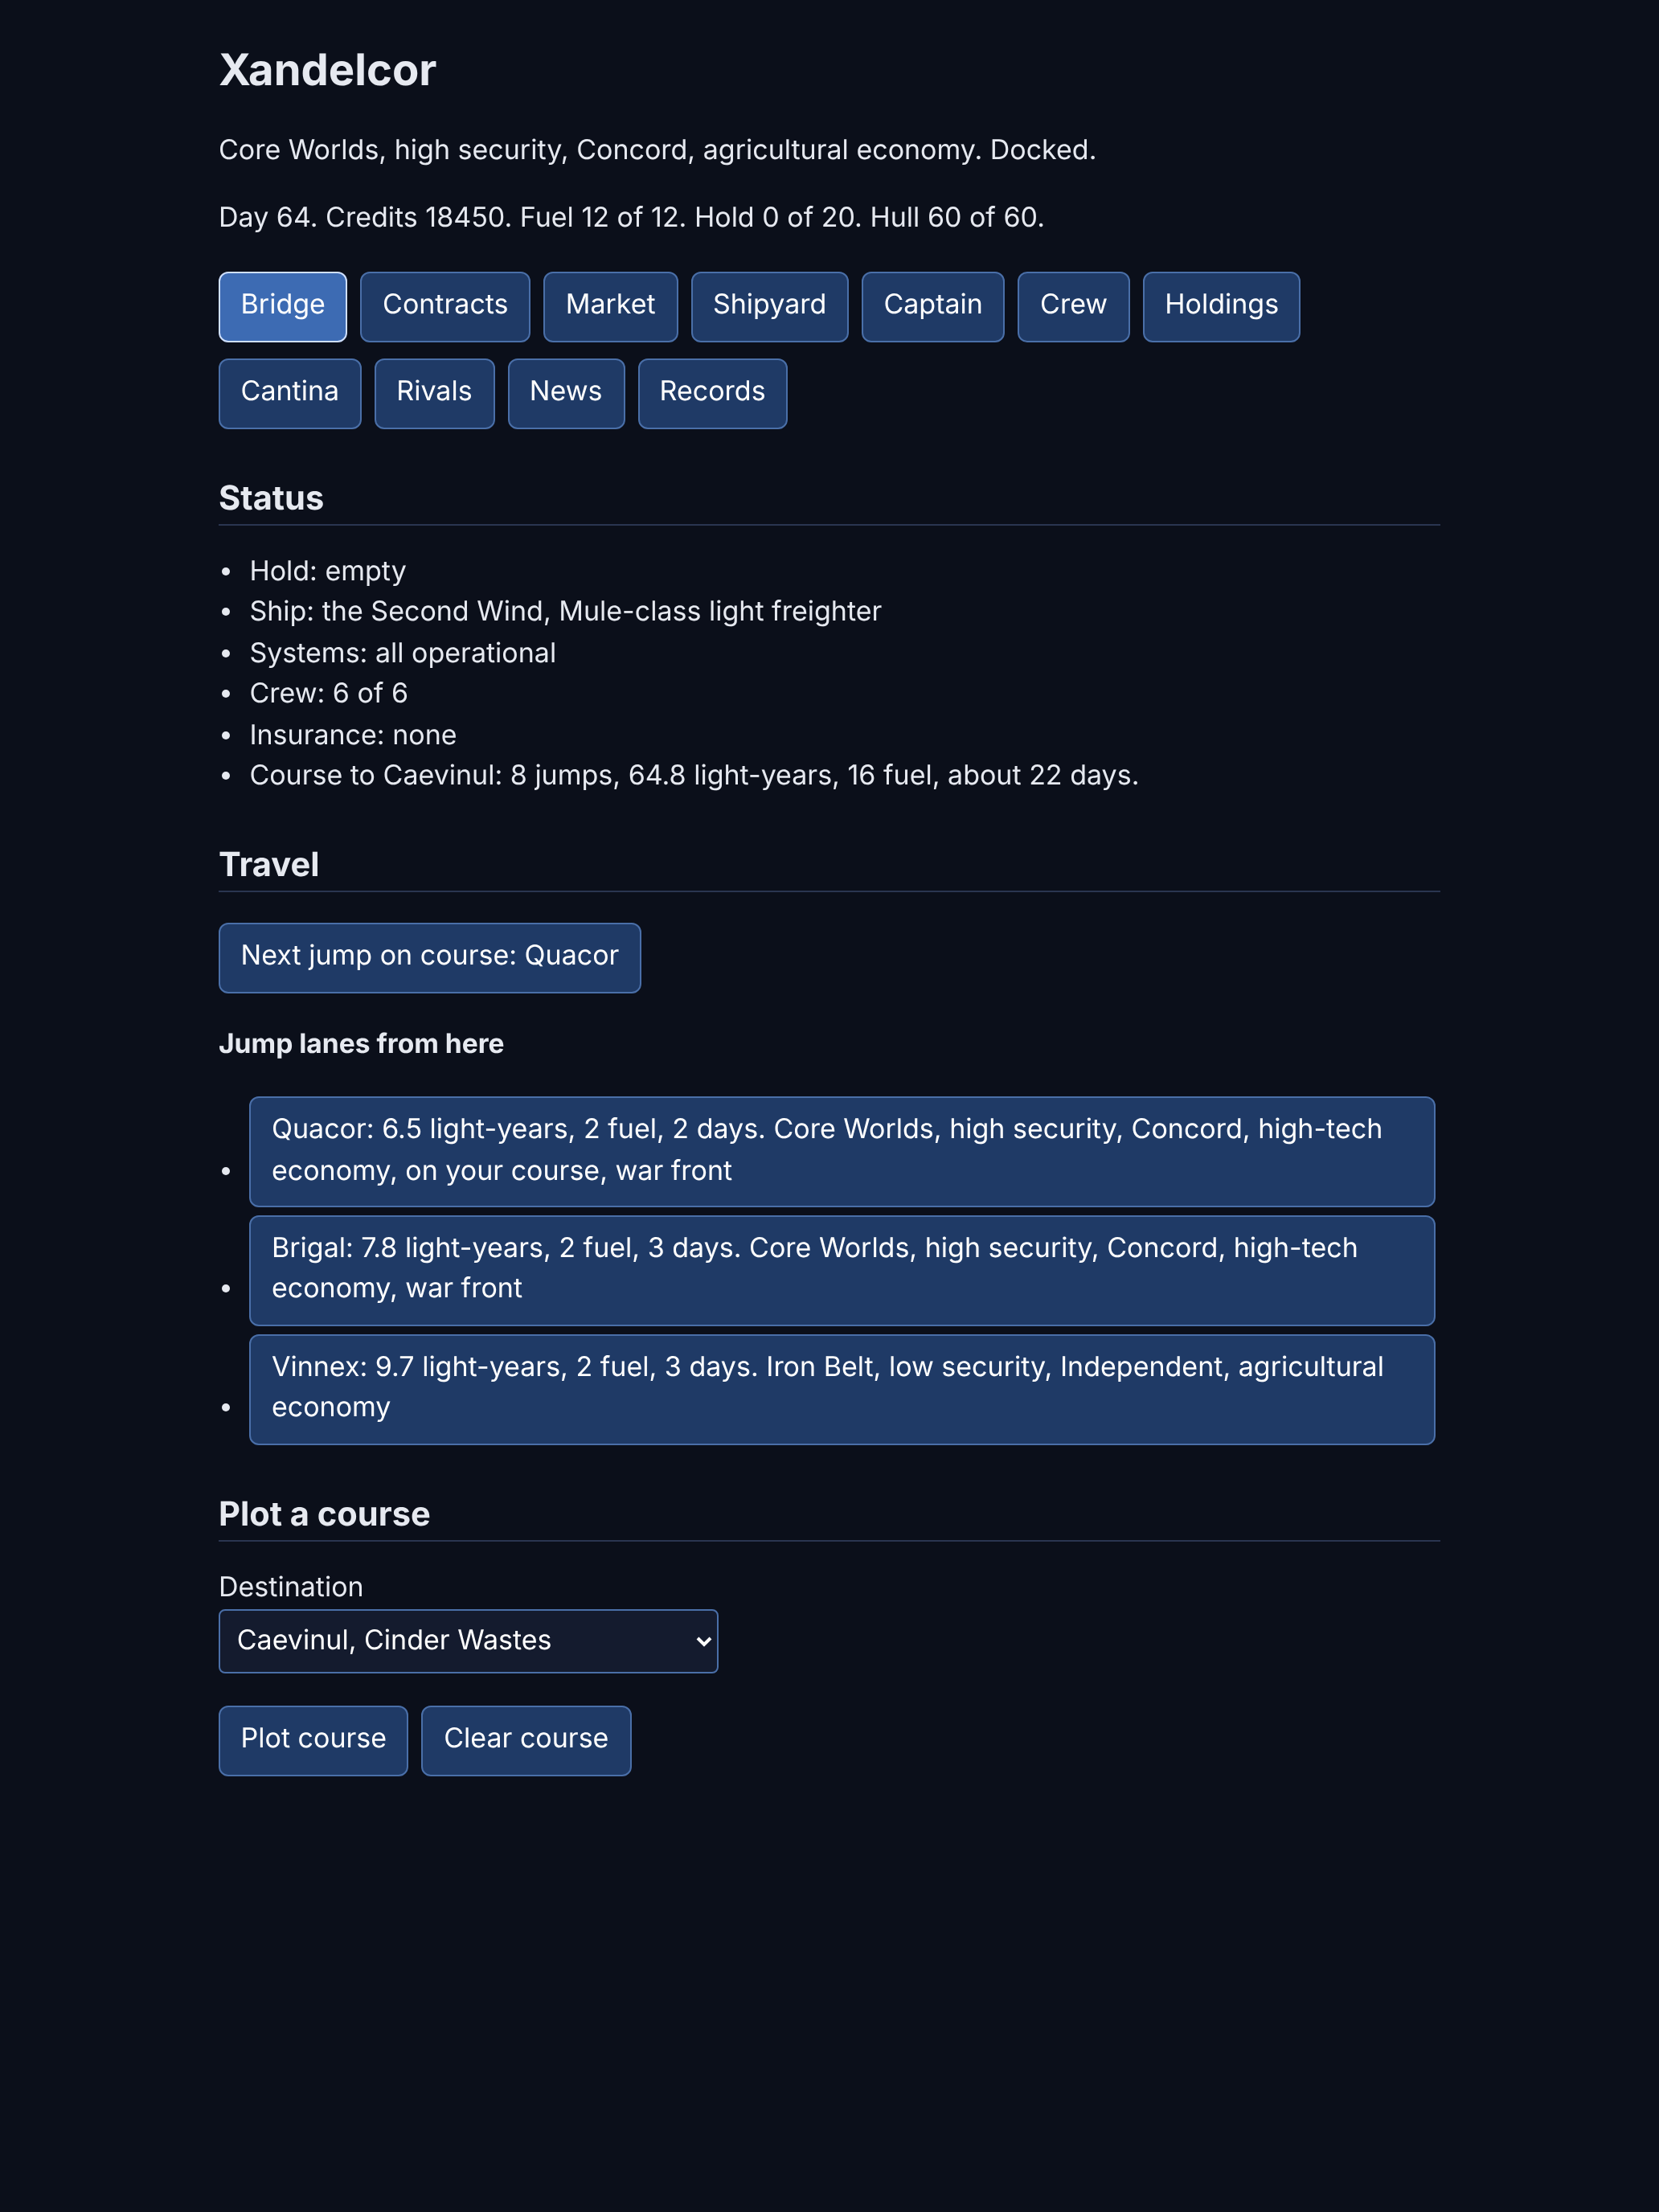 Xandelcor
Core Worlds, high security, Concord, agricultural economy. Docked.
Day 64. Credits 18450. Fuel 12 of 12. Hold 0 of 20. Hull 60 of 60.
Bridge Contracts Market Shipyard Captain Crew Holdings
Cantina Rivals News Records
Status
• Hold: empty
• Ship: the Second Wind, Mule-class light freighter
• Systems: all operational
• Crew: 6 of 6
• Insurance: none
• Course to Caevinul: 8 jumps, 64.8 light-years, 16 fuel, about 22 days.
Travel
Next jump on course: Quacor
Jump lanes from here
• Quacor: 6.5 light-years, 2 fuel, 2 days. Core Worlds, high security, Concord, high-tech
economy, on your course, war front
• Brigal: 7.8 light-years, 2 fuel, 3 days. Core Worlds, high security, Concord, high-tech
economy, war front
• Vinnex: 9.7 light-years, 2 fuel, 3 days. Iron Belt, low security, Independent, agricultural
economy
Plot a course
Destination
Caevinul, Cinder Wastes
Plot course Clear course